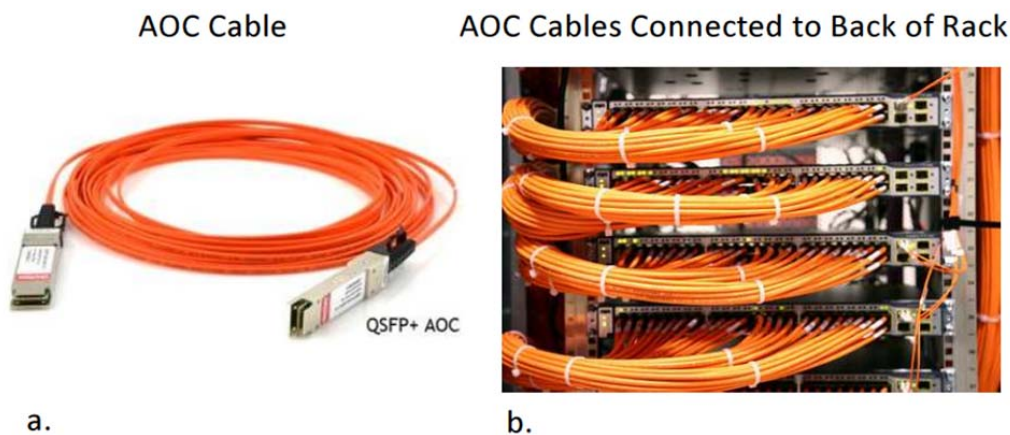 AOC Cable
AOC Cables Connected to Back of Rack
QSFP+ AOC
a.
b.